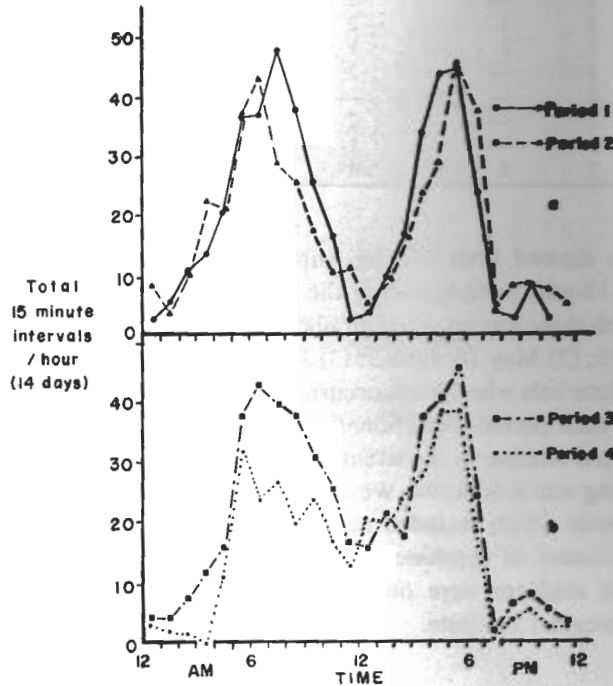 50
40
30
20
10
0
Period 1
Period 2
a
Total
15 minute
intervals
/ hour
(14 days)
40
30
20
10
0
Period 3
Period 4
b
12 6 12 6 12
AM TIME PM